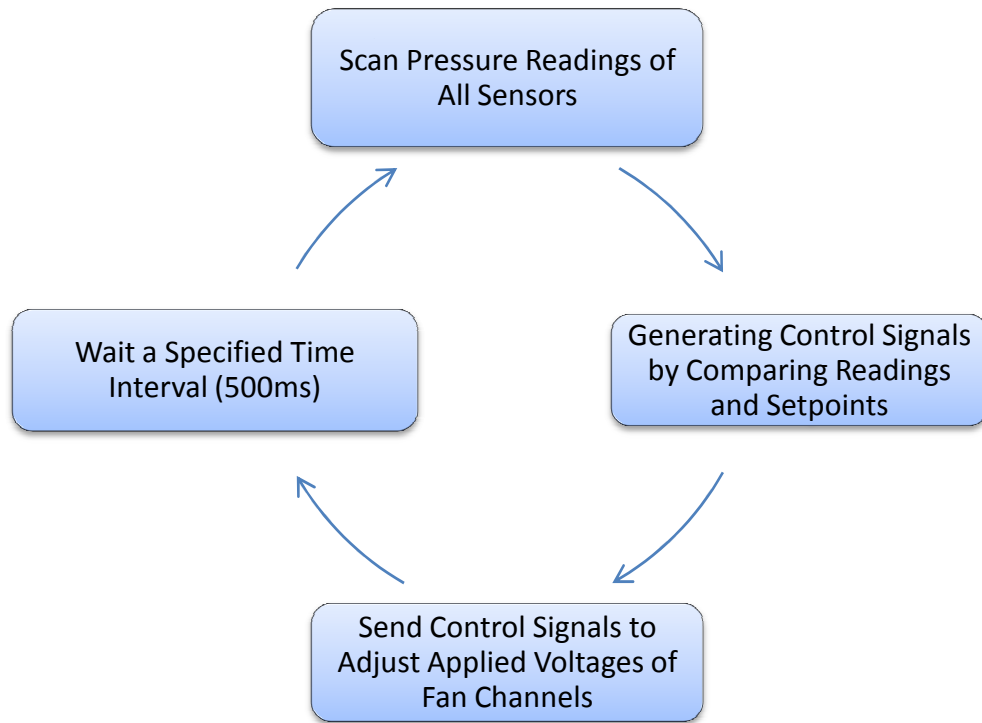 Scan Pressure Readings of
All Sensors
Generating Control Signals
by Comparing Readings
and Setpoints
Send Control Signals to
Adjust Applied Voltages of
Fan Channels
Wait a Specified Time
Interval (500ms)